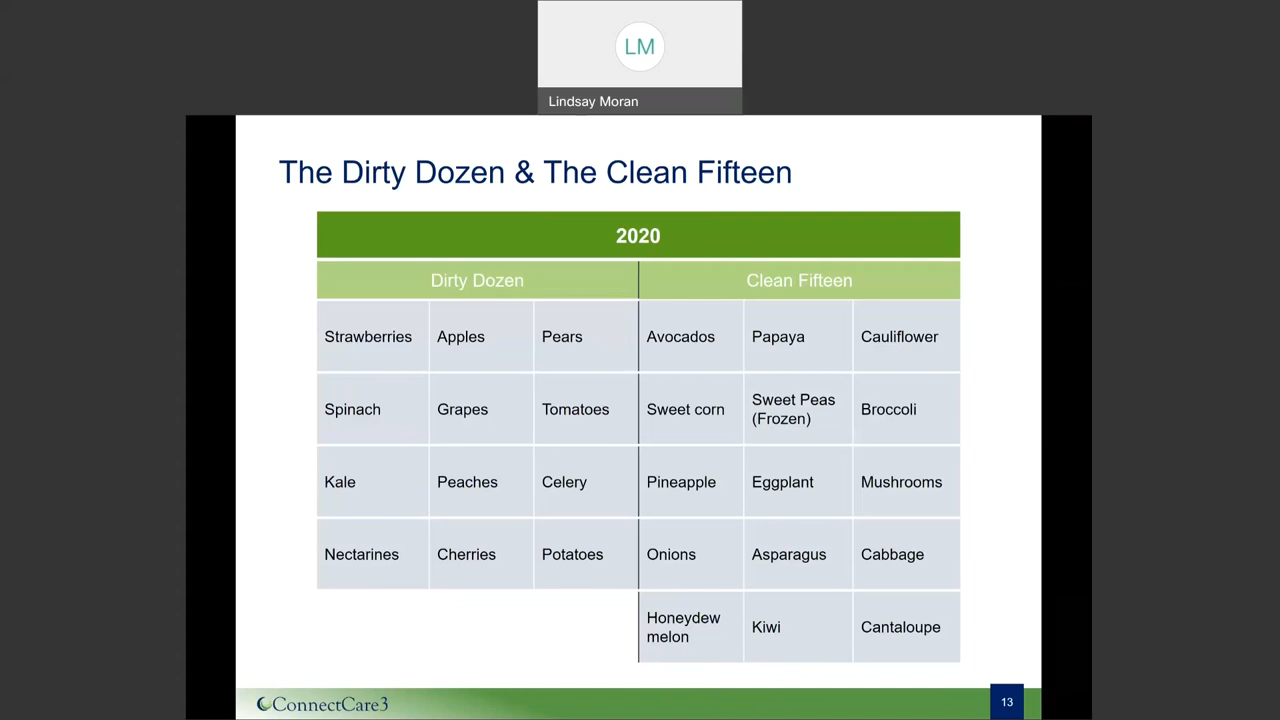 LM
Lindsay Moran
The Dirty Dozen & The Clean Fifteen
2020
Dirty Dozen Clean Fifteen
Strawberries Apples Pears Avocados Papaya Cauliflower
Spinach Grapes Tomatoes Sweet corn Sweet Peas (Frozen) Broccoli
Kale Peaches Celery Pineapple Eggplant Mushrooms
Nectarines Cherries Potatoes Onions Asparagus Cabbage
Honeydew melon Kiwi Cantaloupe
ConnectCare3
13